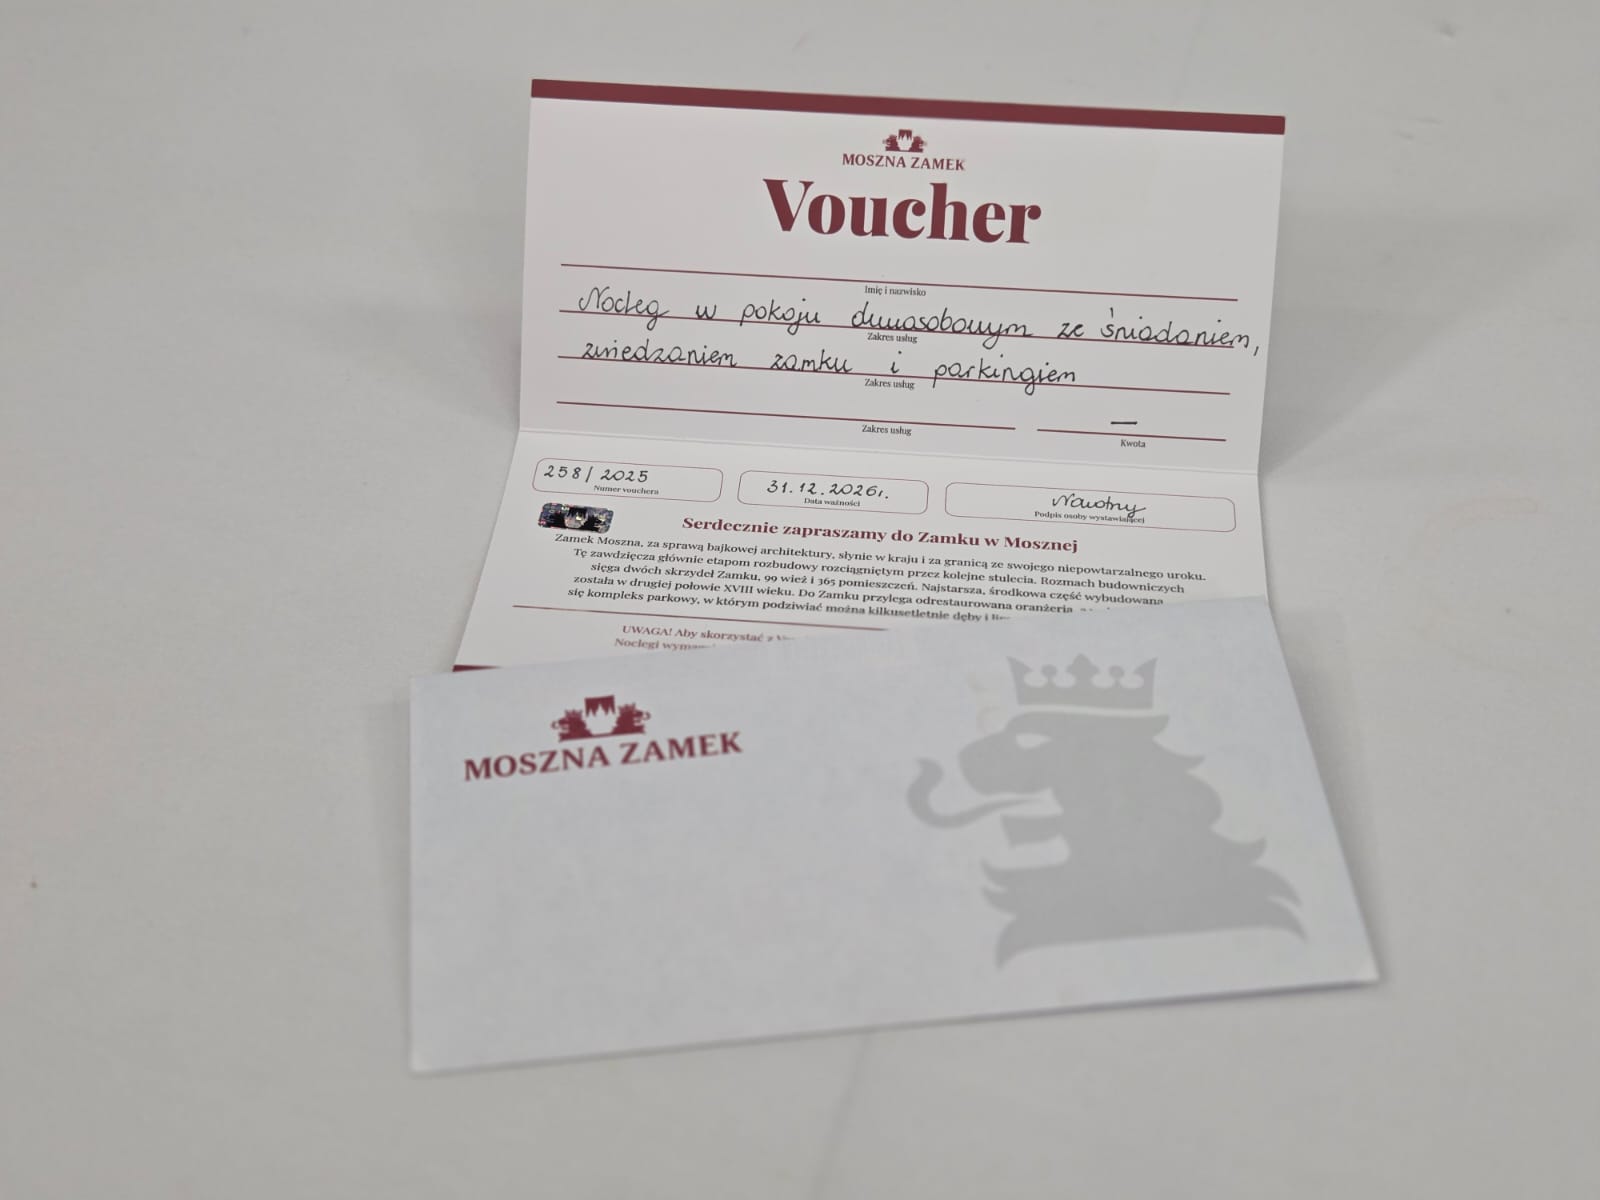 MOSZNA ZAMEK
Voucher
Imię i nazwisko
Nocleg w pokoju dwuosobowym ze śniadaniem,
Zakres usług
zwiedzaniem zamku i parkingiem
Zakres usług
—
Zakres usług
Kwota
258/2025
Numer vouchera
31.12.2026r.
Data ważności
Nowotny
Podpis osoby wystawiającej
Serdecznie zapraszamy do Zamku w Mosznej
Zamek Moszna, za sprawą bajkowej architektury, słynie w kraju i za granicą ze swojego niepowtarzalnego uroku.
Tę zawdzięcza głównie etapom rozbudowy rozciągniętym przez kolejne stulecia. Rozmach budowniczych
sięga dwóch skrzydeł Zamku, 99 wież i 365 pomieszczeń. Najstarsza, środkowa część wybudowana
została w drugiej połowie XVIII wieku. Do Zamku przylega odrestaurowana oranżeria
się kompleks parkowy, w którym podziwiać można kilkusetletnie dęby i
UWAGA! Aby skorzystać z
Noclegi
MOSZNA ZAMEK